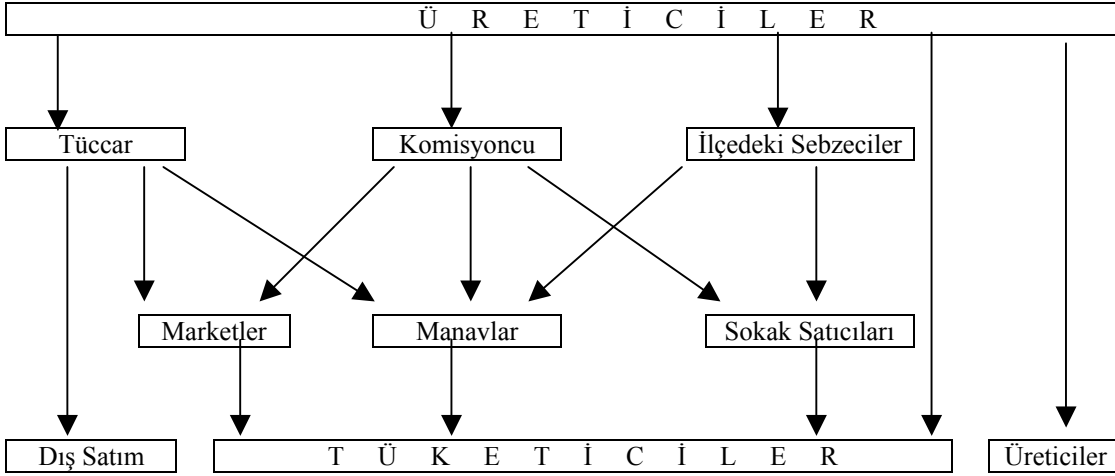 Ü R E T İ C İ L E R
Tüccar Komisyoncu İlçedeki Sebzeciler
Marketler Manavlar Sokak Satıcıları
Dış Satım T Ü K E T İ C İ L E R Üreticiler